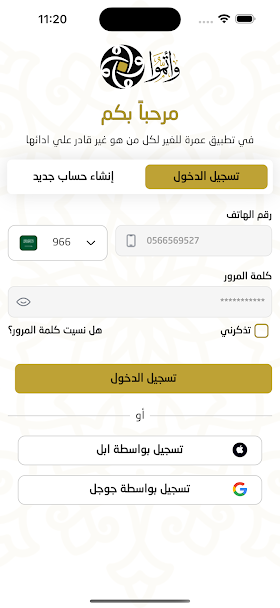 11:20
وأتموا
مرحباً بكم
في تطبيق عمرة للغير لكل من هو غير قادر علي ادائها
تسجيل الدخول
إنشاء حساب جديد
رقم الهاتف
0566569527
966
كلمة المرور
***********
تذكرني
هل نسيت كلمة المرور؟
تسجيل الدخول
أو
تسجيل بواسطة ابل
تسجيل بواسطة جوجل